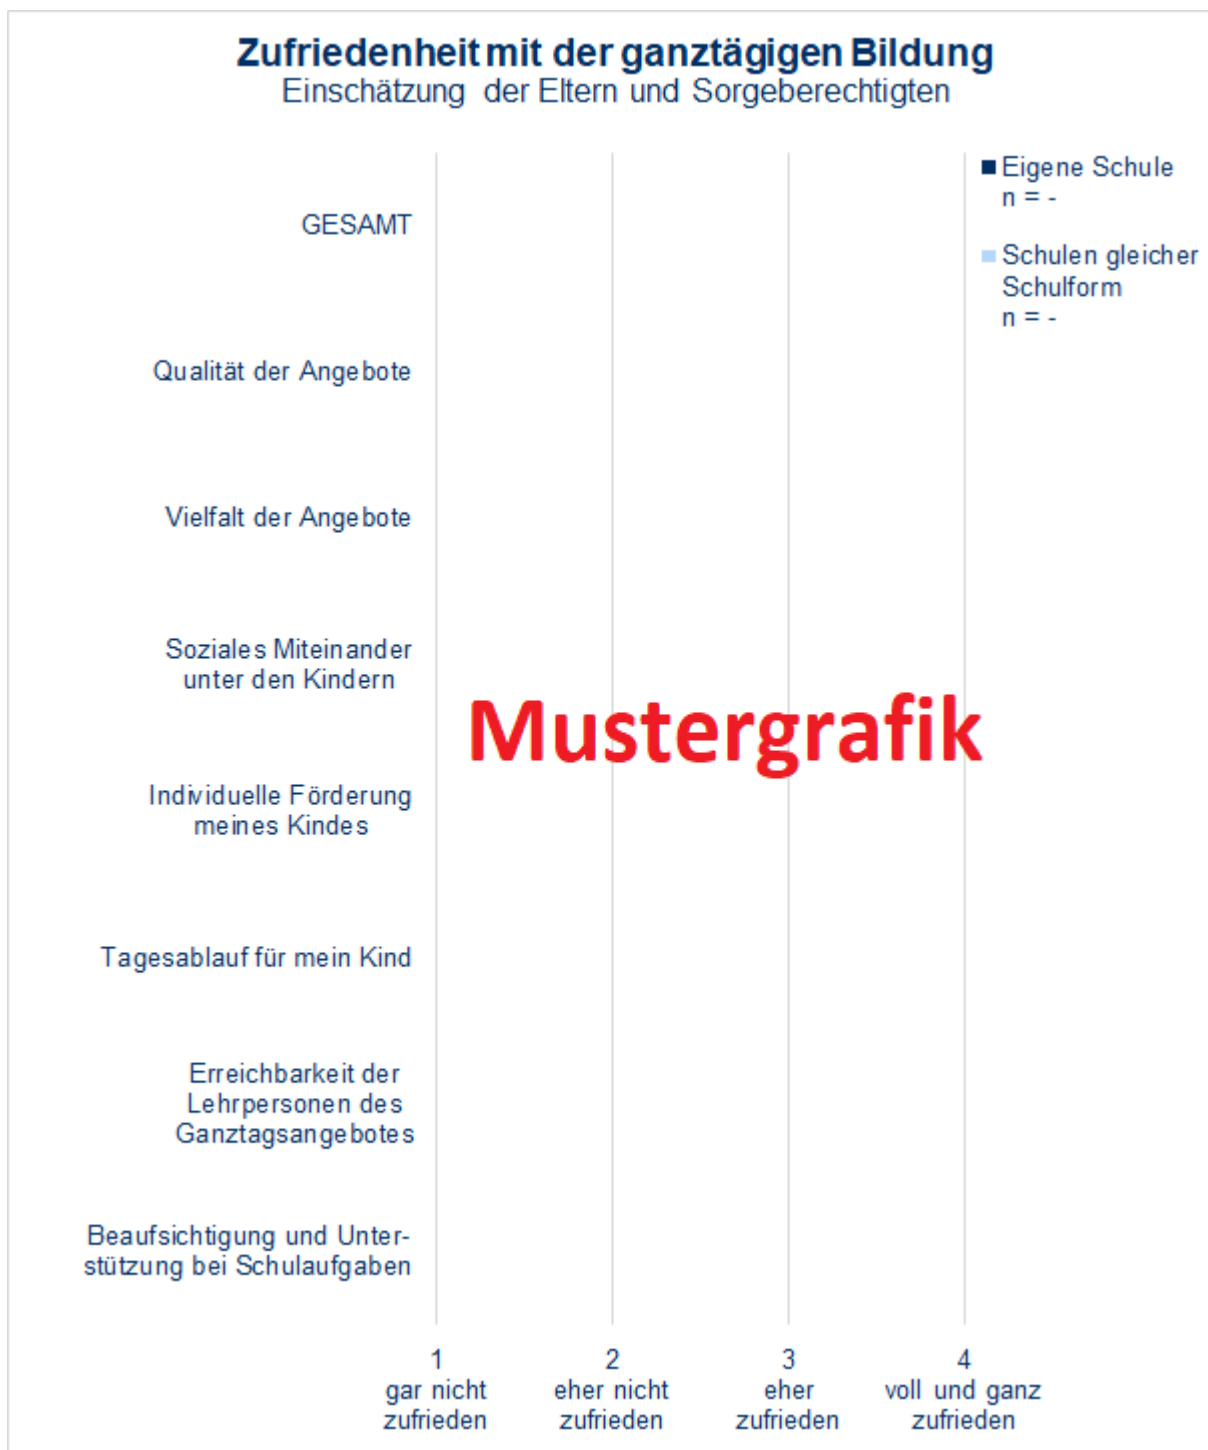 Zufriedenheit mit der ganztägigen Bildung
Einschätzung der Eltern und Sorgeberechtigten
Eigene Schule
n = -
Schulen gleicher
Schulform
n = -
GESAMT
Qualität der Angebote
Vielfalt der Angebote
Soziales Miteinander
unter den Kindern
Mustergrafik
Individuelle Förderung
meines Kindes
Tagesablauf für mein Kind
Erreichbarkeit der
Lehrpersonen des
Ganztagsangebotes
Beaufsichtigung und Unter-
stützung bei Schulaufgaben
1
gar nicht
zufrieden
2
eher nicht
zufrieden
3
eher
zufrieden
4
voll und ganz
zufrieden